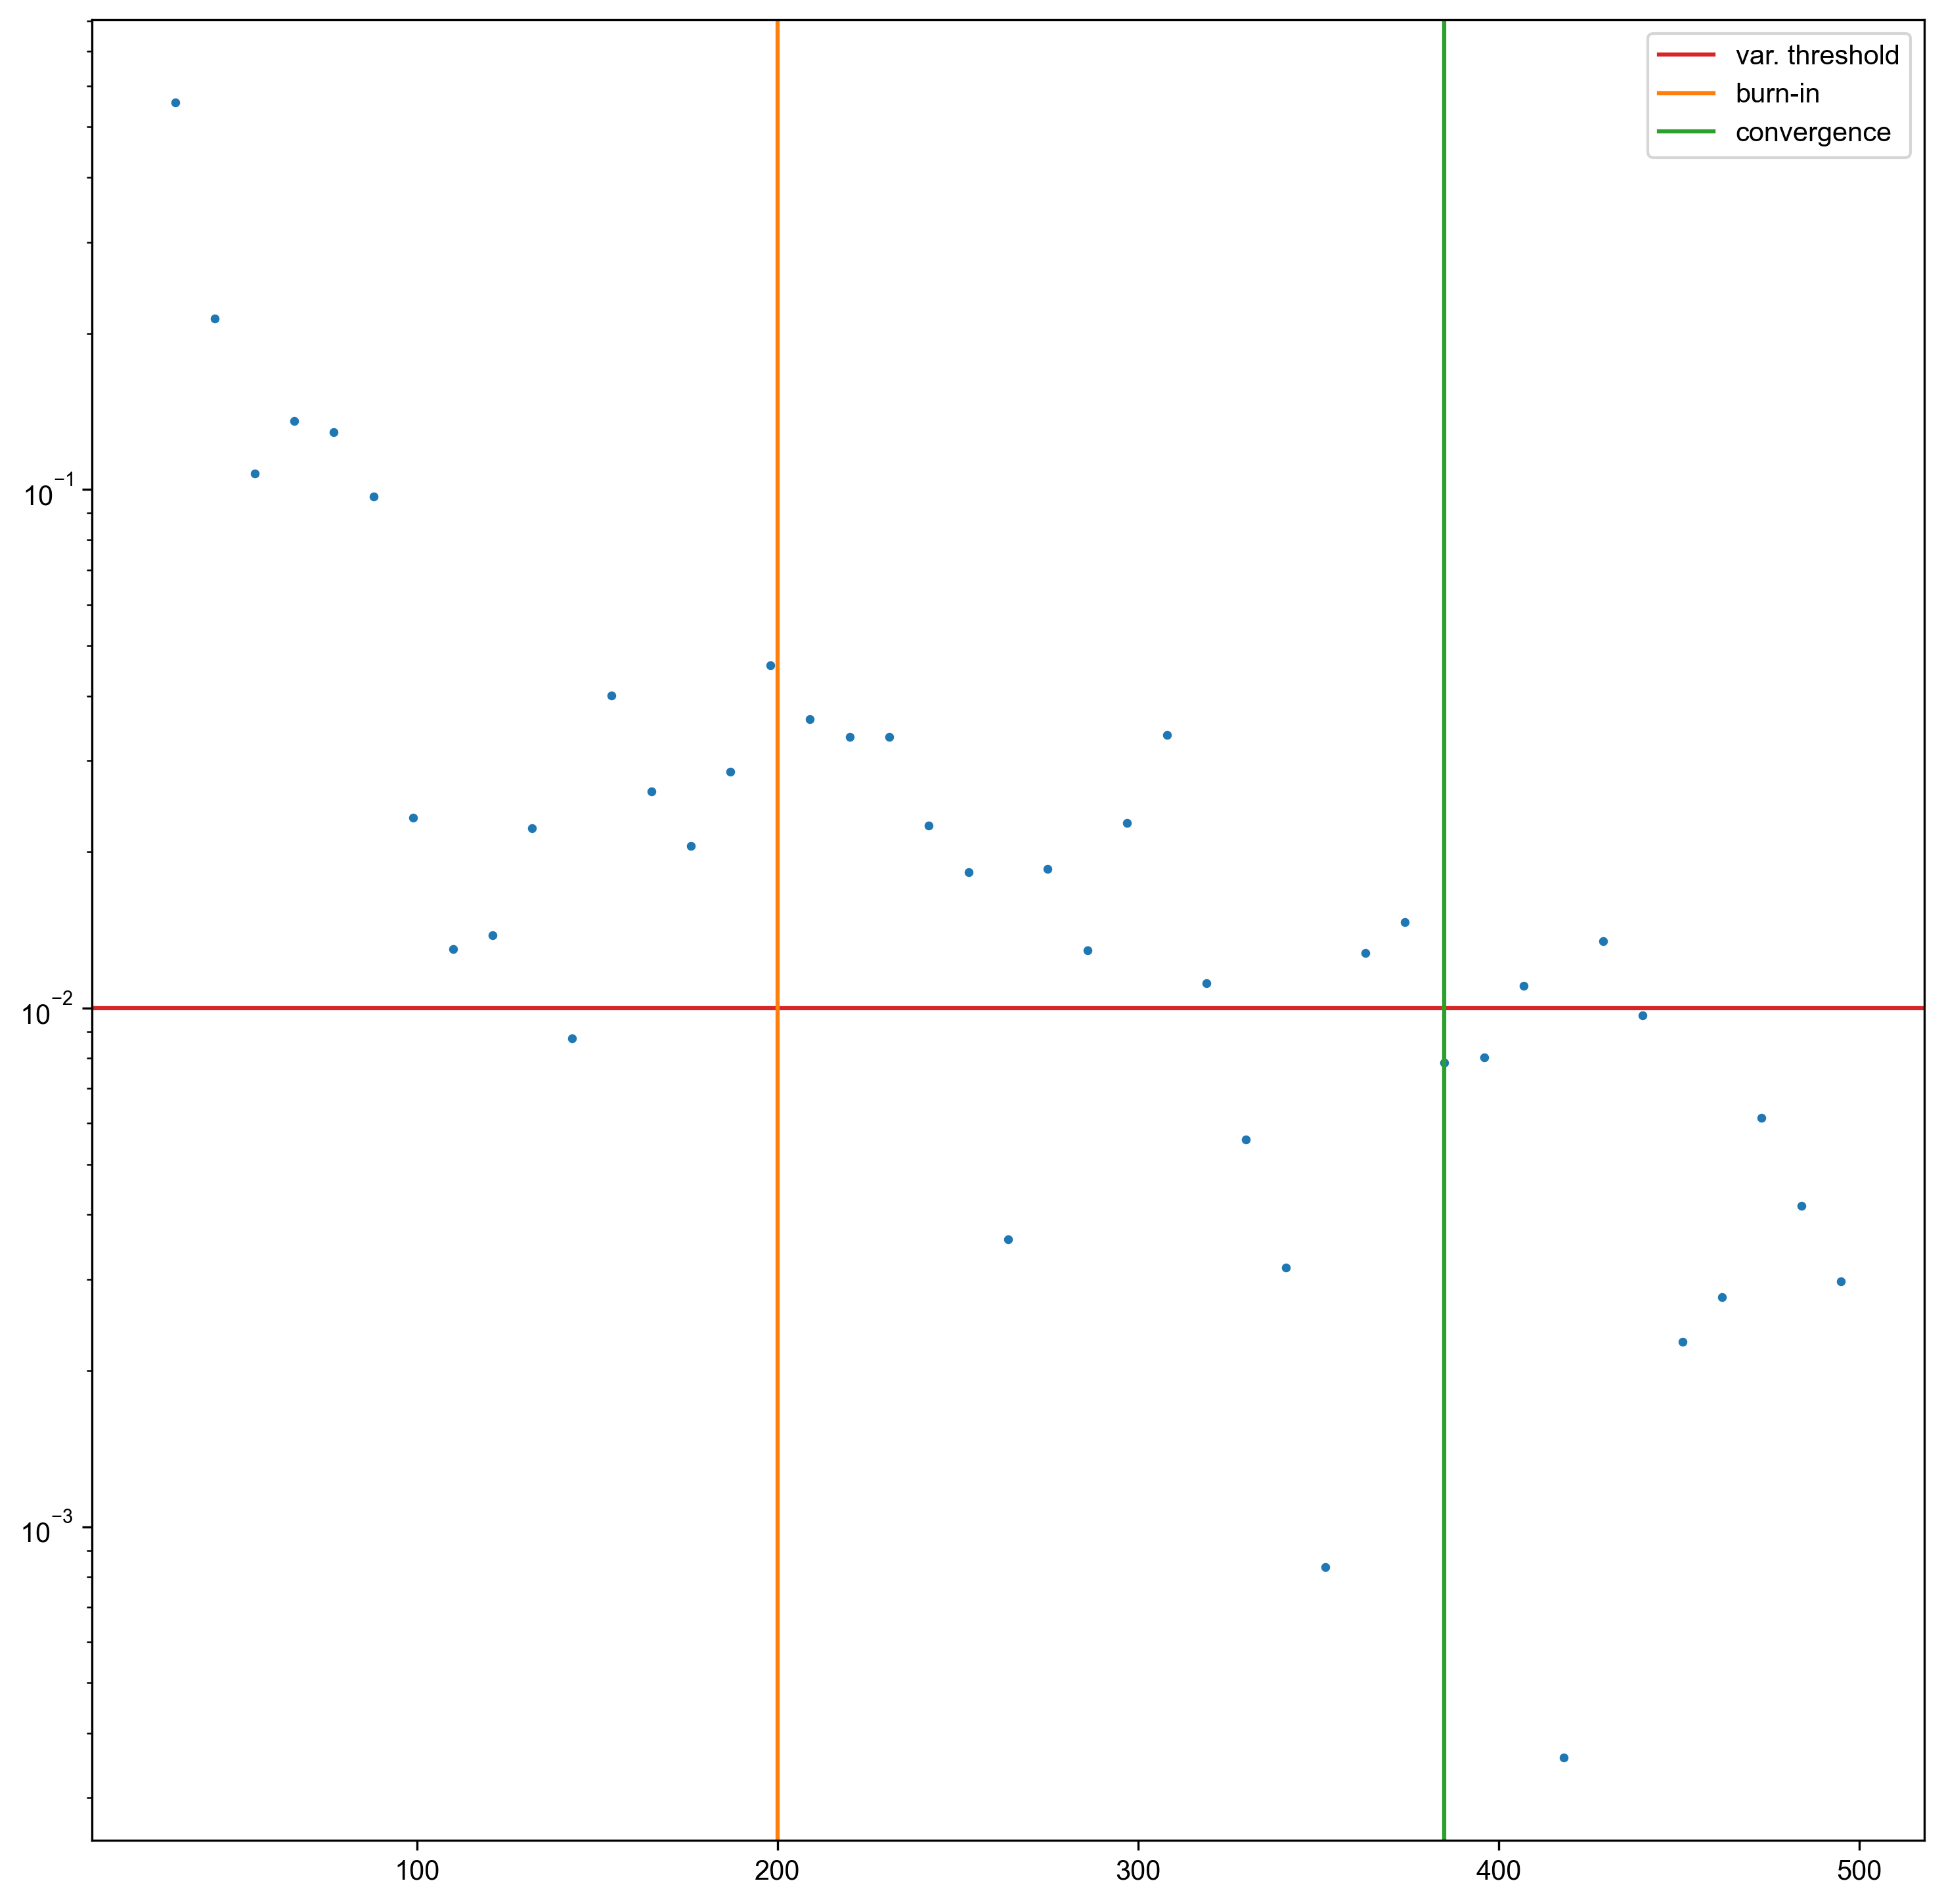 var. threshold
burn-in
convergence
10⁻¹
10⁻²
10⁻³
100 200 300 400 500